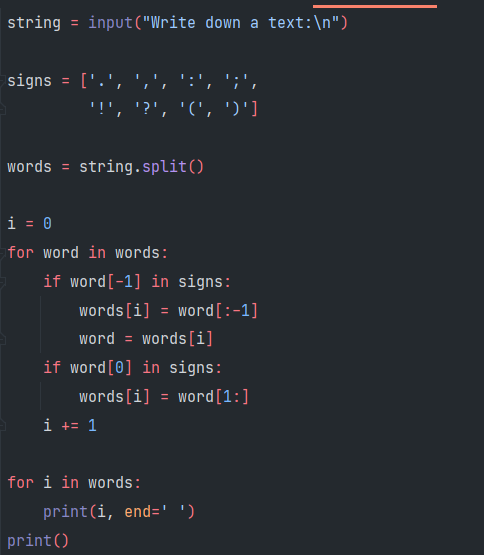 string = input("Write down a text:\n")
signs = ['.', ',', ':', ';',
'!', '?', '(', ')']
words = string.split()
i = 0
for word in words:
if word[-1] in signs:
words[i] = word[:-1]
word = words[i]
if word[0] in signs:
words[i] = word[1:]
i += 1
for i in words:
print(i, end=' ')
print()